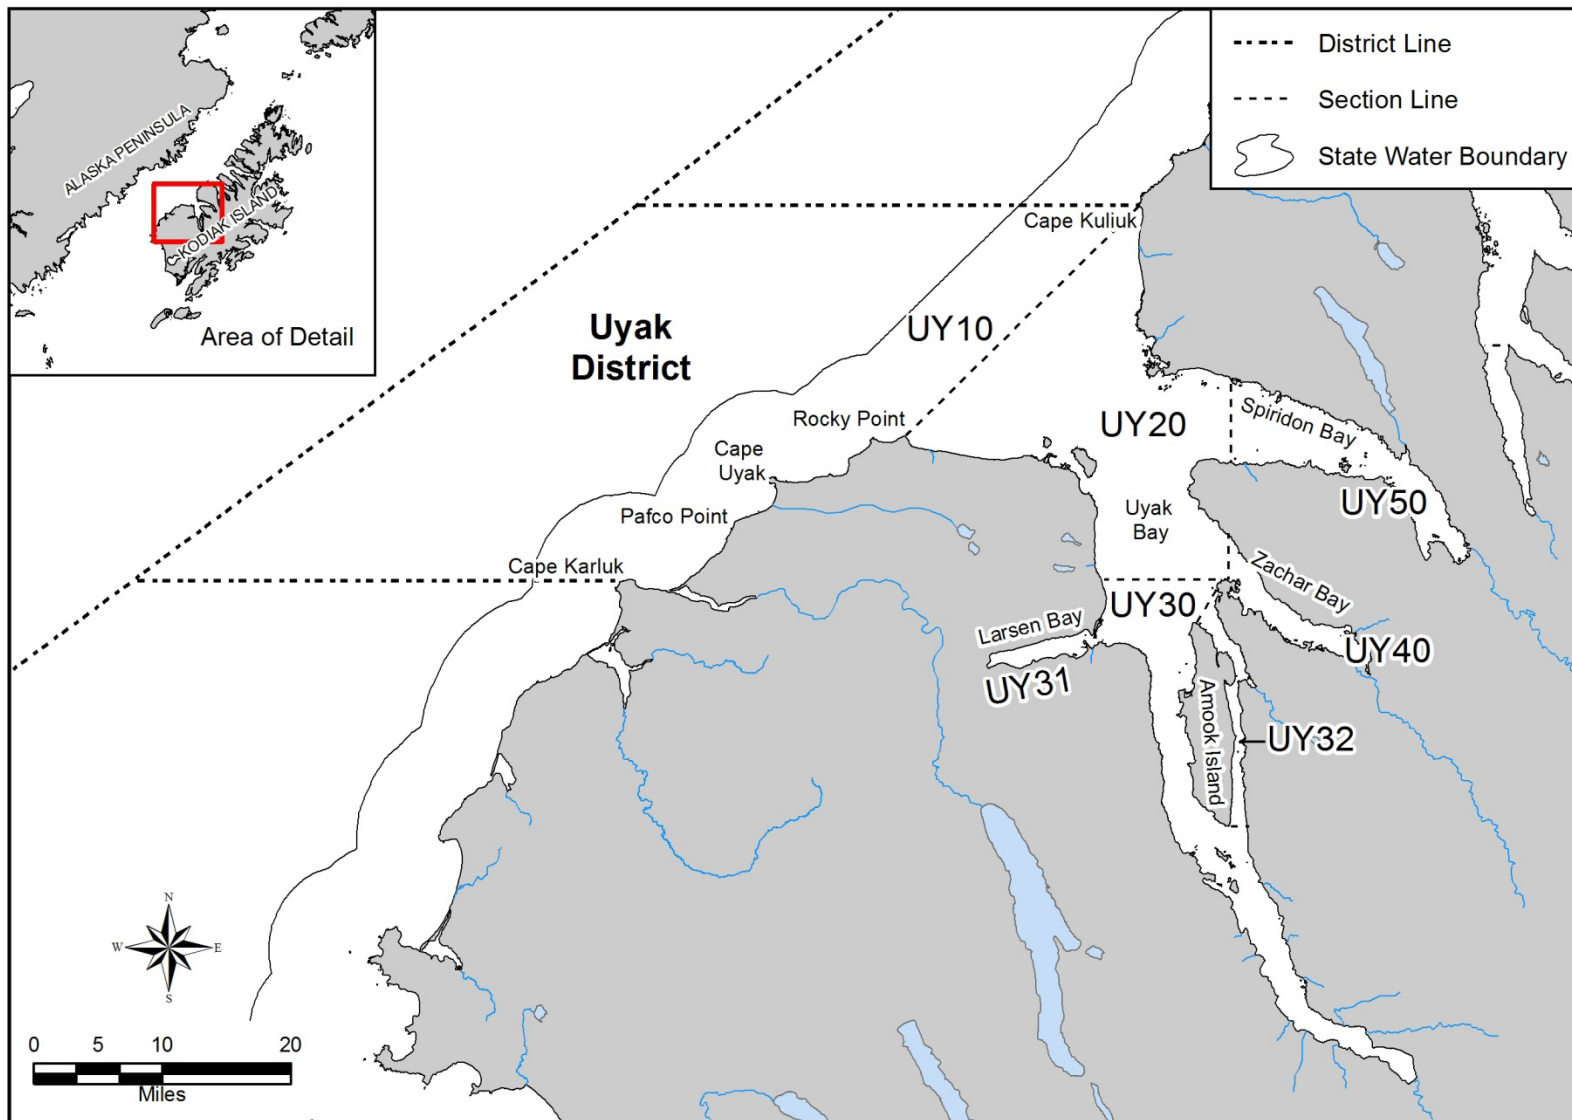 ALASKA PENINSULA
KODIAK ISLAND
Area of Detail
District Line
Section Line
State Water Boundary
Cape Kuliuk
Uyak
District
UY10
Rocky Point
Cape
Uyak
Pafco Point
Cape Karluk
UY20
Spiridon Bay
UY50
Uyak
Bay
Zachar Bay
UY30
Larsen Bay
UY31
UY40
Amook Island
UY32
N
W
E
S
0 5 10 20
Miles